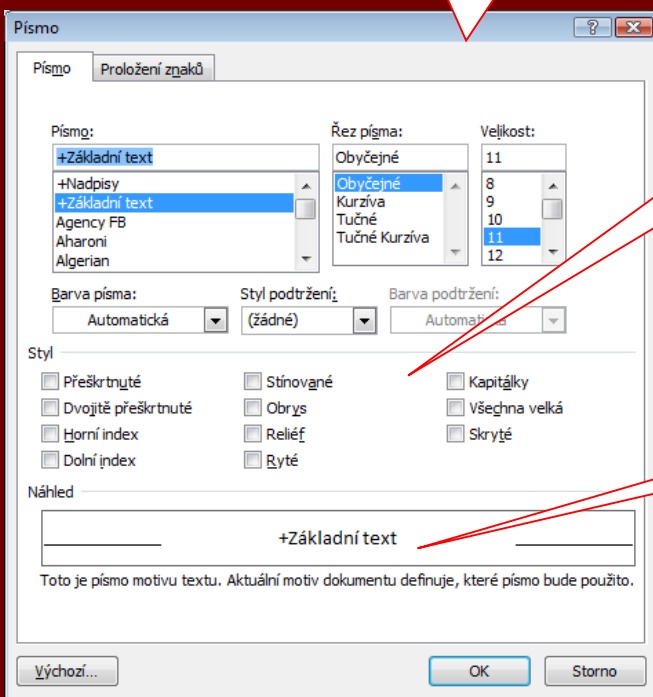 Písmo
Písmo Proložení znaků
Písmo: Řez písma: Velikost:
+Základní text Obyčejné 11
+Nadpisy Obyčejné 8
+Základní text Kurzíva 9
Agency FB Tučné 10
Aharoni Tučné Kurzíva 11
Algerian 12
Barva písma: Styl podtržení: Barva podtržení:
Automatická (žádné) Automatická
Styl
Přeškrtnuté Stínované Kapitálky
Dvojitě přeškrtnuté Obrys Všechna velká
Horní index Reliéf Skryté
Dolní index Ryté
Náhled
+Základní text
Toto je písmo motivu textu. Aktuální motiv dokumentu definuje, které písmo bude použito.
Výchozí... OK Storno